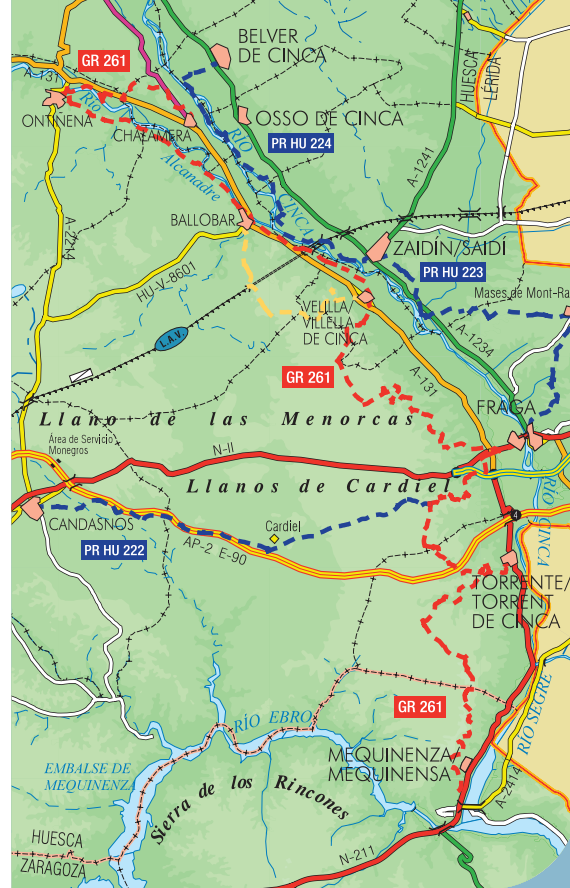 BELVER
DE CINCA
GR 261
A-131
Río
HUESCA
LÉRIDA
ONTIÑENA
CHALAMERA
OSSO DE CINCA
RÍO
PR HU 224
Alcanadre
A-1241
CINCA
BALLOBAR
A-2214
ZAIDÍN/SAIDÍ
HU-V-8601
PR HU 223
VELILLA/
VILLELLA
DE CINCA
Mases de Mont-Ra
L.A.V.
A-1234
A-131
GR 261
FRAGA
Llano de las Menorcas
Área de Servicio
Monegros
N-II
Llanos de Cardiel
RÍO CINCA
CANDASNOS
Cardiel
4
PR HU 222
AP-2 E-90
TORRENTE/
TORRENT
DE CINCA
GR 261
RÍO EBRO
RÍO SEGRE
MEQUINENZA/
MEQUINENSA
EMBALSE DE
MEQUINENZA
Sierra de los Rincones
A-2414
HUESCA
ZARAGOZA
N-211